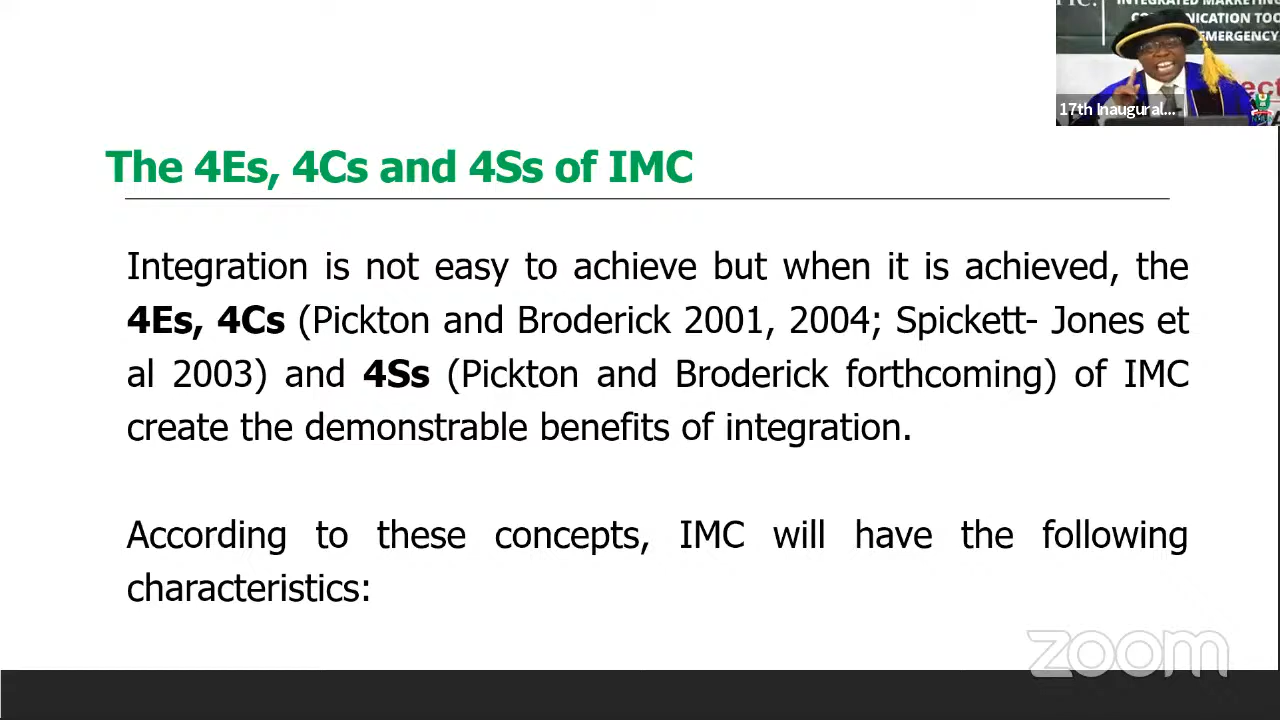 INTEGRATED MARKETING
EMERGENCY
17th Inaugural...
The 4Es, 4Cs and 4Ss of IMC
Integration is not easy to achieve but when it is achieved, the
4Es, 4Cs (Pickton and Broderick 2001, 2004; Spickett- Jones et
al 2003) and 4Ss (Pickton and Broderick forthcoming) of IMC
create the demonstrable benefits of integration.
According to these concepts, IMC will have the following
characteristics:
zoom